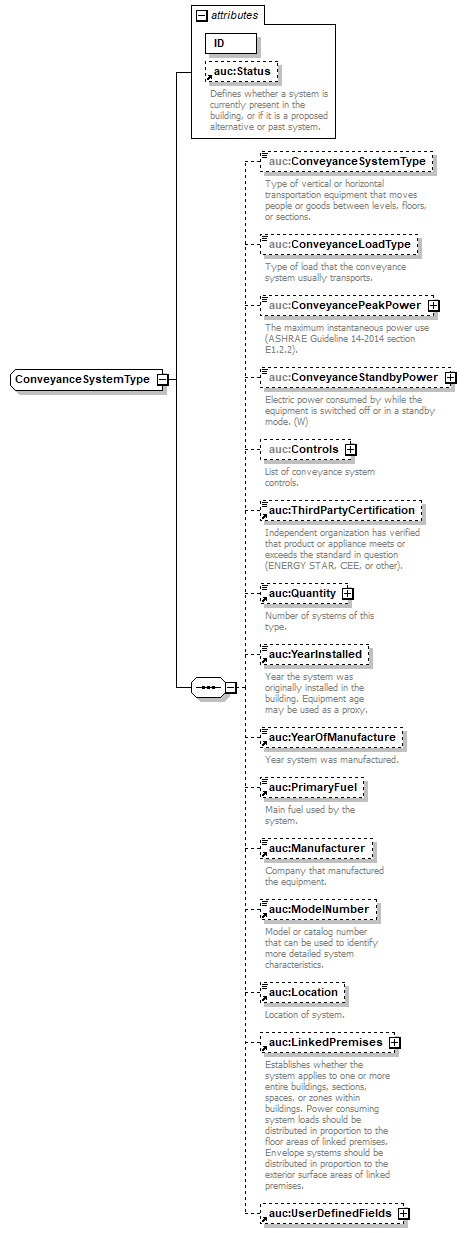 attributes
ID
auc:Status
Defines whether a system is
currently present in the
building, or if it is a proposed
alternative or past system.
auc:ConveyanceSystemType
Type of vertical or horizontal
transportation equipment that moves
people or goods between levels, floors,
or sections.
auc:ConveyanceLoadType
Type of load that the conveyance
system usually transports.
auc:ConveyancePeakPower
The maximum instantaneous power use
(ASHRAE Guideline 14-2014 section
E1.2.2).
ConveyanceSystemType
auc:ConveyanceStandbyPower
Electric power consumed by while the
equipment is switched off or in a standby
mode. (W)
auc:Controls
List of conveyance system
controls.
auc:ThirdPartyCertification
Independent organization has verified
that product or appliance meets or
exceeds the standard in question
(ENERGY STAR, CEE, or other).
auc:Quantity
Number of systems of this
type.
auc:YearInstalled
Year the system was
originally installed in the
building. Equipment age
may be used as a proxy.
auc:YearOfManufacture
Year system was manufactured.
auc:PrimaryFuel
Main fuel used by the
system.
auc:Manufacturer
Company that manufactured
the equipment.
auc:ModelNumber
Model or catalog number
that can be used to identify
more detailed system
characteristics.
auc:Location
Location of system.
auc:LinkedPremises
Establishes whether the
system applies to one or more
entire buildings, sections,
spaces, or zones within
buildings. Power consuming
system loads should be
distributed in proportion to the
floor areas of linked premises.
Envelope systems should be
distributed in proportion to the
exterior surface areas of linked
premises.
auc:UserDefinedFields